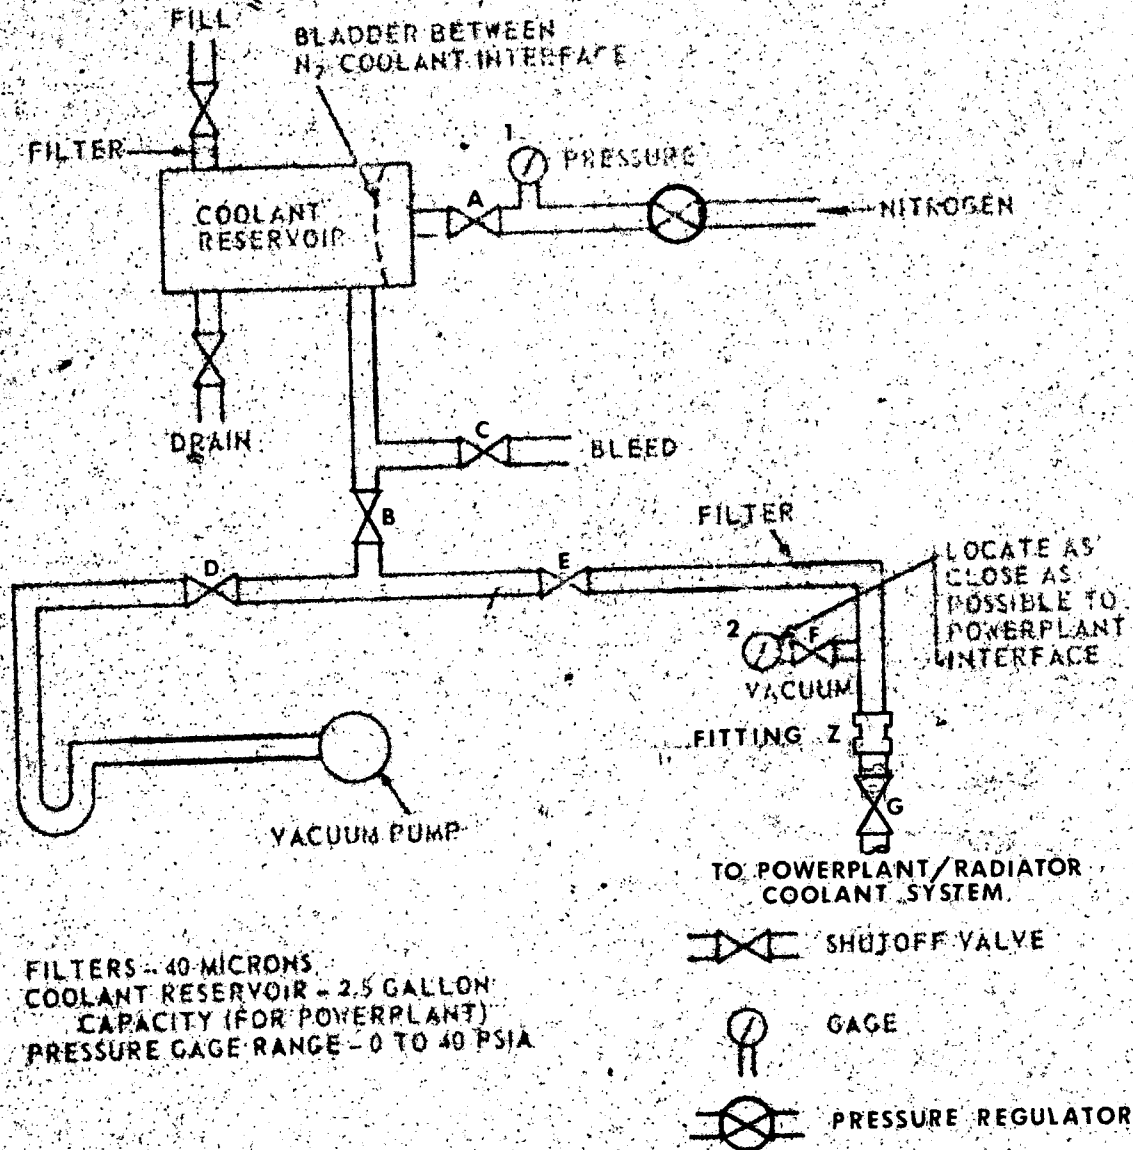 FILL
BLADDER BETWEEN
N2 COOLANT INTERFACE
FILTER
1
PRESSURE
A
NITROGEN
COOLANT
RESERVOIR
DRAIN
C
BLEED
B
FILTER
D
E
LOCATE AS
CLOSE AS
POSSIBLE TO
POWERPLANT
INTERFACE
2
F
VACUUM
FITTING Z
G
VACUUM PUMP
TO POWERPLANT/RADIATOR
COOLANT SYSTEM.
SHUTOFF VALVE
FILTERS - 40 MICRONS
COOLANT RESERVOIR - 2.5 GALLON
CAPACITY (FOR POWERPLANT)
PRESSURE GAGE RANGE - 0 TO 40 PSIA
GAGE
PRESSURE REGULATOR